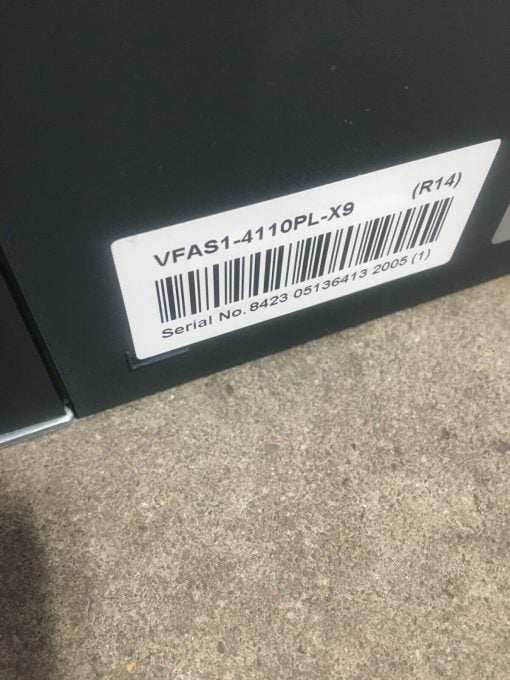 VFAS1-4110PL-X9 (R14)
Serial No. 8423 05136413 2005 (1)